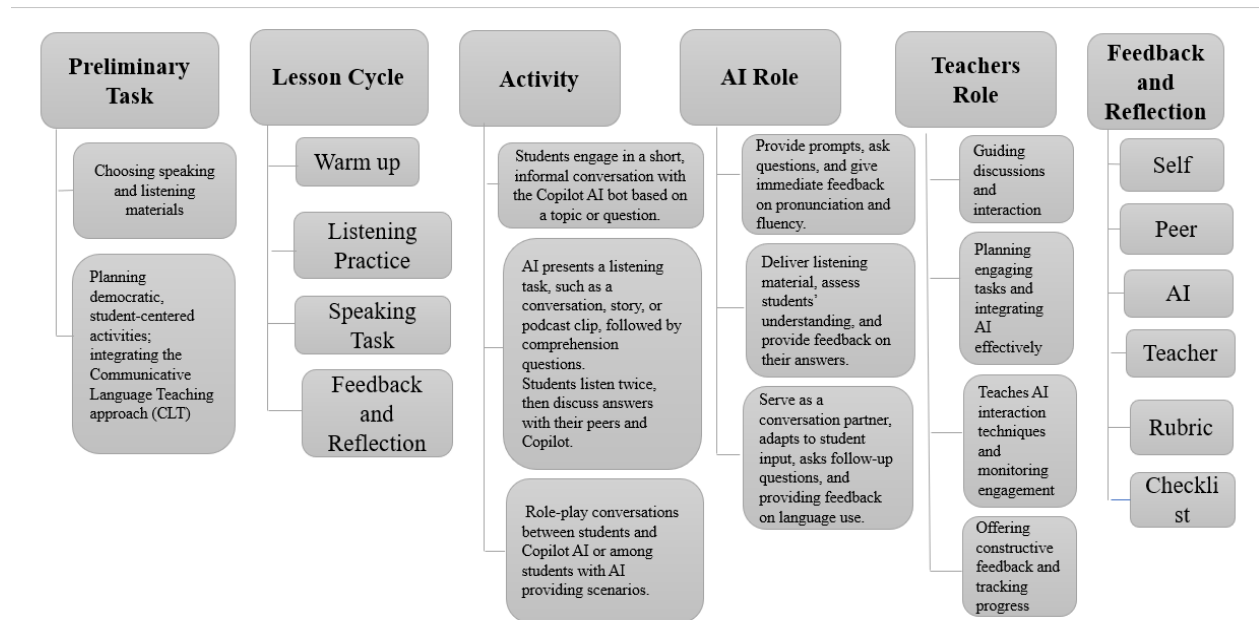 Preliminary
Task
Choosing speaking
and listening
materials
Planning
democratic,
student-centered
activities;
integrating the
Communicative
Language Teaching
approach (CLT)
Lesson Cycle
Warm up
Listening
Practice
Speaking
Task
Feedback
and
Reflection
Activity
Students engage in a short,
informal conversation with
the Copilot AI bot based on
a topic or question.
AI presents a listening
task, such as a
conversation, story, or
podcast clip, followed by
comprehension
questions.
Students listen twice,
then discuss answers
with their peers and
Copilot.
Role-play conversations
between students and
Copilot AI or among
students with AI
providing scenarios.
AI Role
Provide prompts, ask
questions, and give
immediate feedback
on pronunciation and
fluency.
Deliver listening
material, assess
students’
understanding, and
provide feedback on
their answers.
Serve as a
conversation partner,
adapts to student
input, asks follow-up
questions, and
providing feedback
on language use.
Teachers
Role
Guiding
discussions
and
interaction
Planning
engaging
tasks and
integrating
AI
effectively
Teaches AI
interaction
techniques
and
monitoring
engagement
Offering
constructive
feedback and
tracking
progress
Feedback
and
Reflection
Self
Peer
AI
Teacher
Rubric
Checkli
st